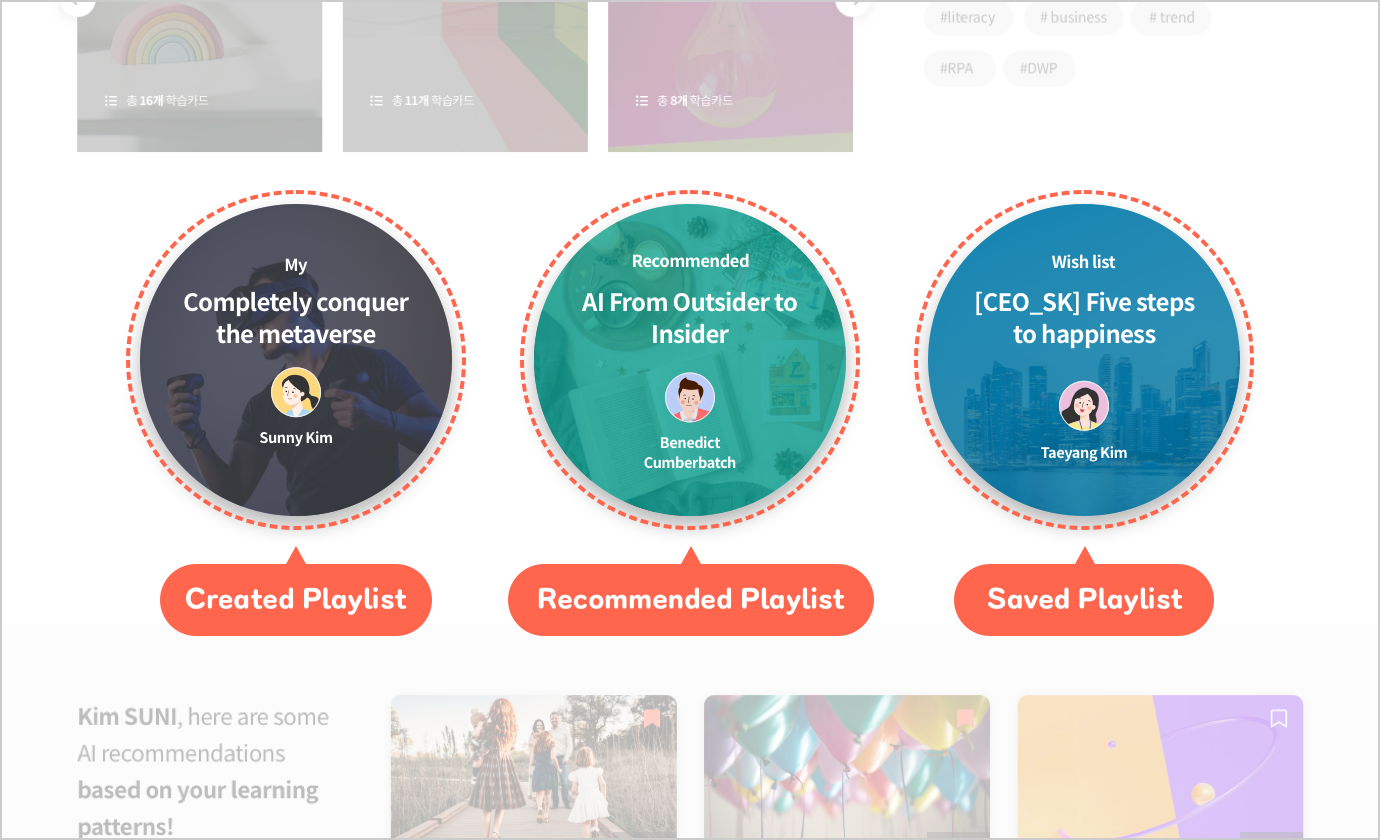 #literacy
# business
# trend
#RPA
#DWP
총 16개 학습카드
총 11개 학습카드
총 8개 학습카드
My
Completely conquer
the metaverse
Sunny Kim
Recommended
AI From Outsider to
Insider
Benedict
Cumberbatch
Wish list
[CEO_SK] Five steps
to happiness
Taeyang Kim
Created Playlist
Recommended Playlist
Saved Playlist
Kim SUNI, here are some
AI recommendations
based on your learning
patterns!